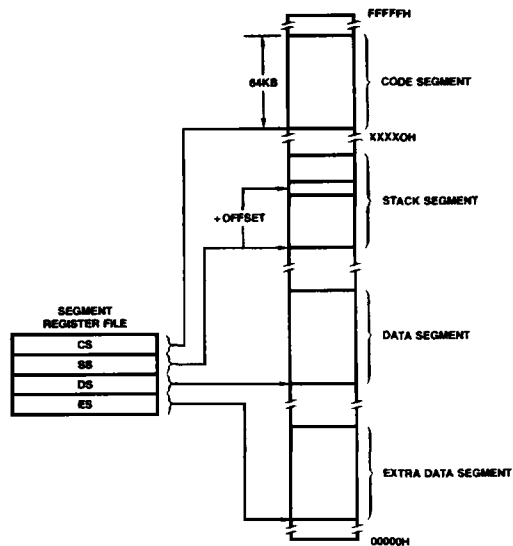 FFFFFH
64KB
CODE SEGMENT
XXXX0H
STACK SEGMENT
+ OFFSET
SEGMENT
REGISTER FILE
CS
SS
DS
ES
DATA SEGMENT
EXTRA DATA SEGMENT
00000H